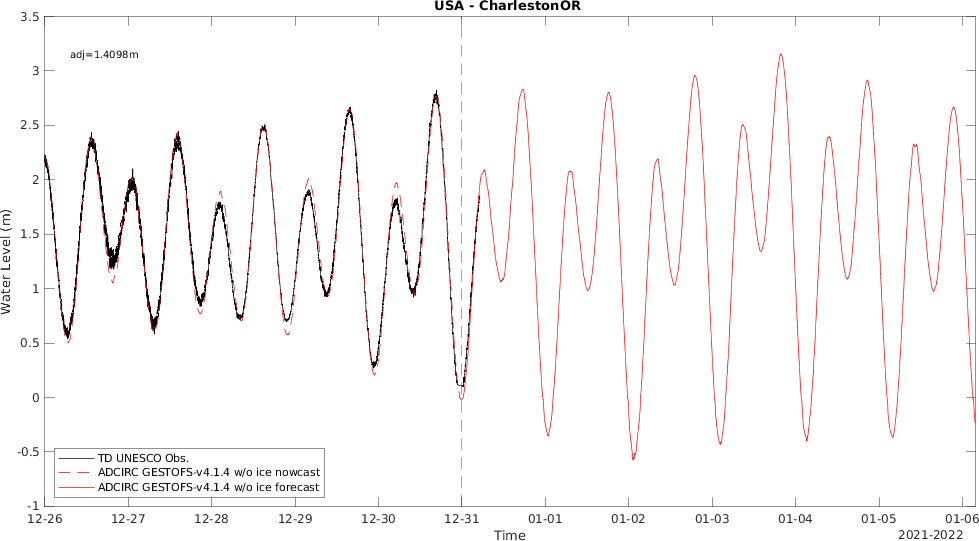 USA - CharlestonOR
adj=1.4098m
3.5
3
2.5
2
1.5
1
0.5
0
-0.5
-1
Water Level (m)
TD UNESCO Obs.
ADCIRC GESTOFS-v4.1.4 w/o ice nowcast
ADCIRC GESTOFS-v4.1.4 w/o ice forecast
12-26 12-27 12-28 12-29 12-30 12-31 01-01 01-02 01-03 01-04 01-05 01-06
Time
2021-2022